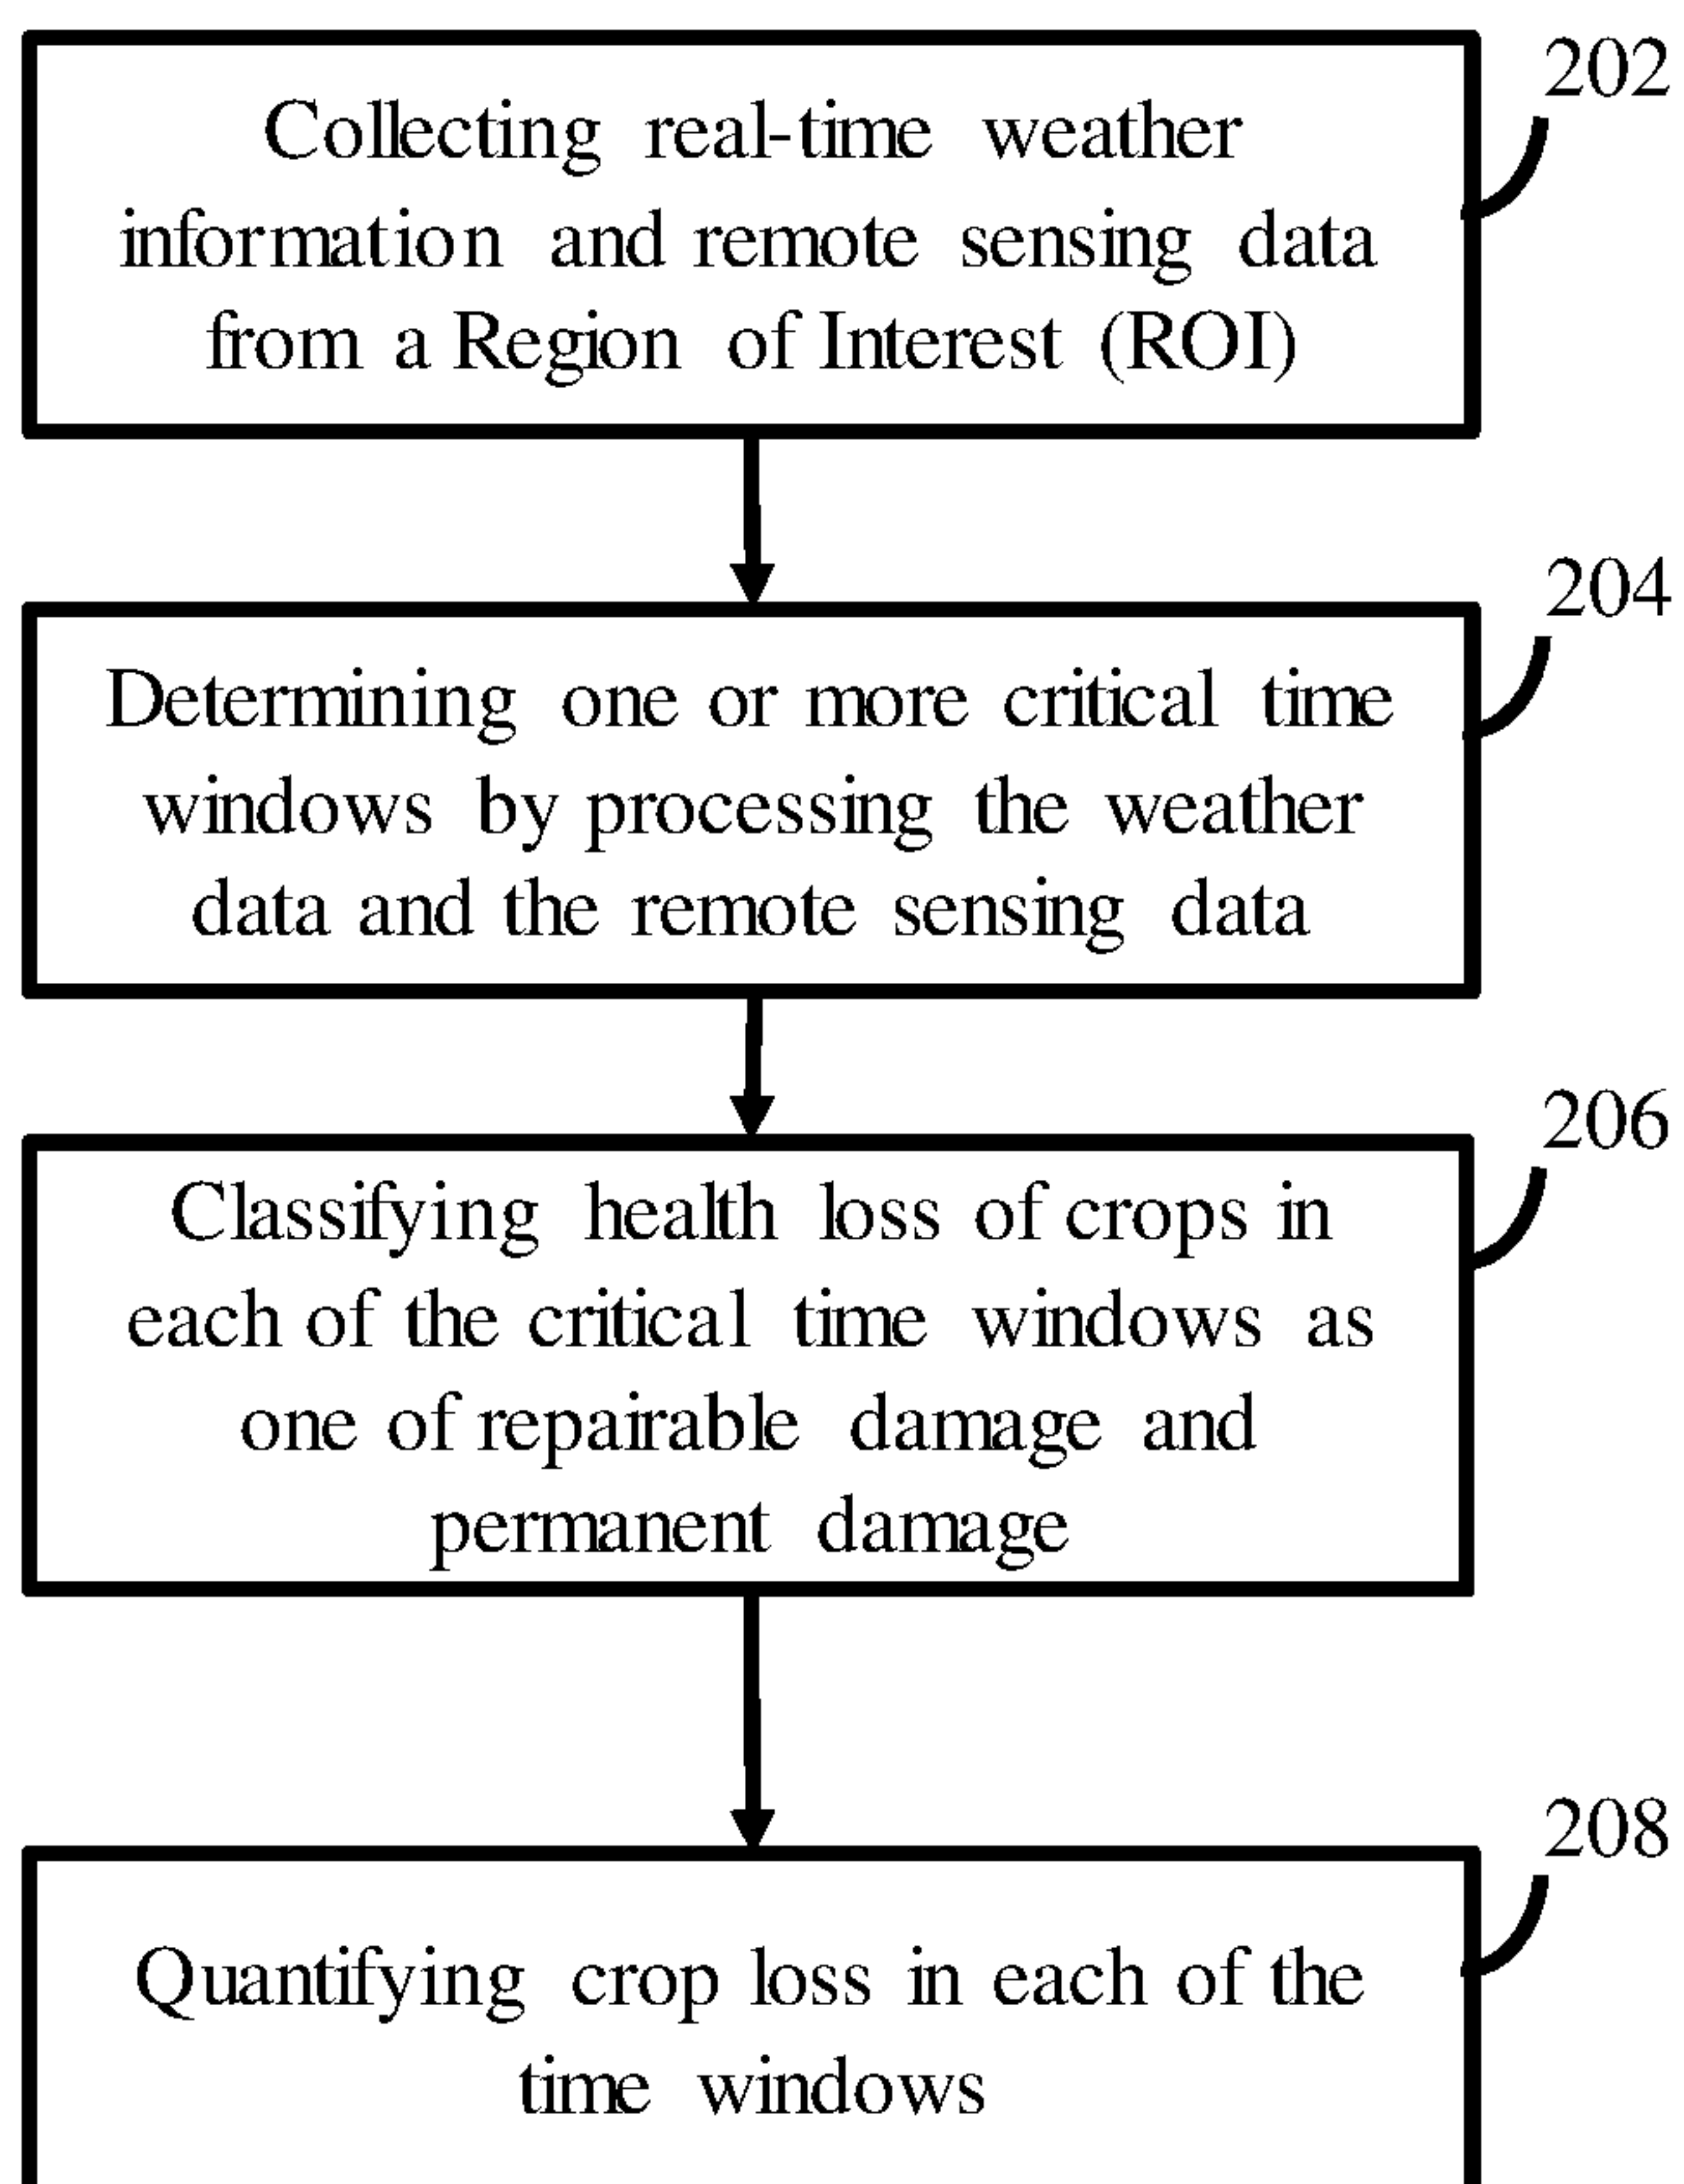 202
Collecting real-time weather
information and remote sensing data
from a Region of Interest (ROI)
204
Determining one or more critical time
windows by processing the weather
data and the remote sensing data
206
Classifying health loss of crops in
each of the critical time windows as
one of repairable damage and
permanent damage
208
Quantifying crop loss in each of the
time windows